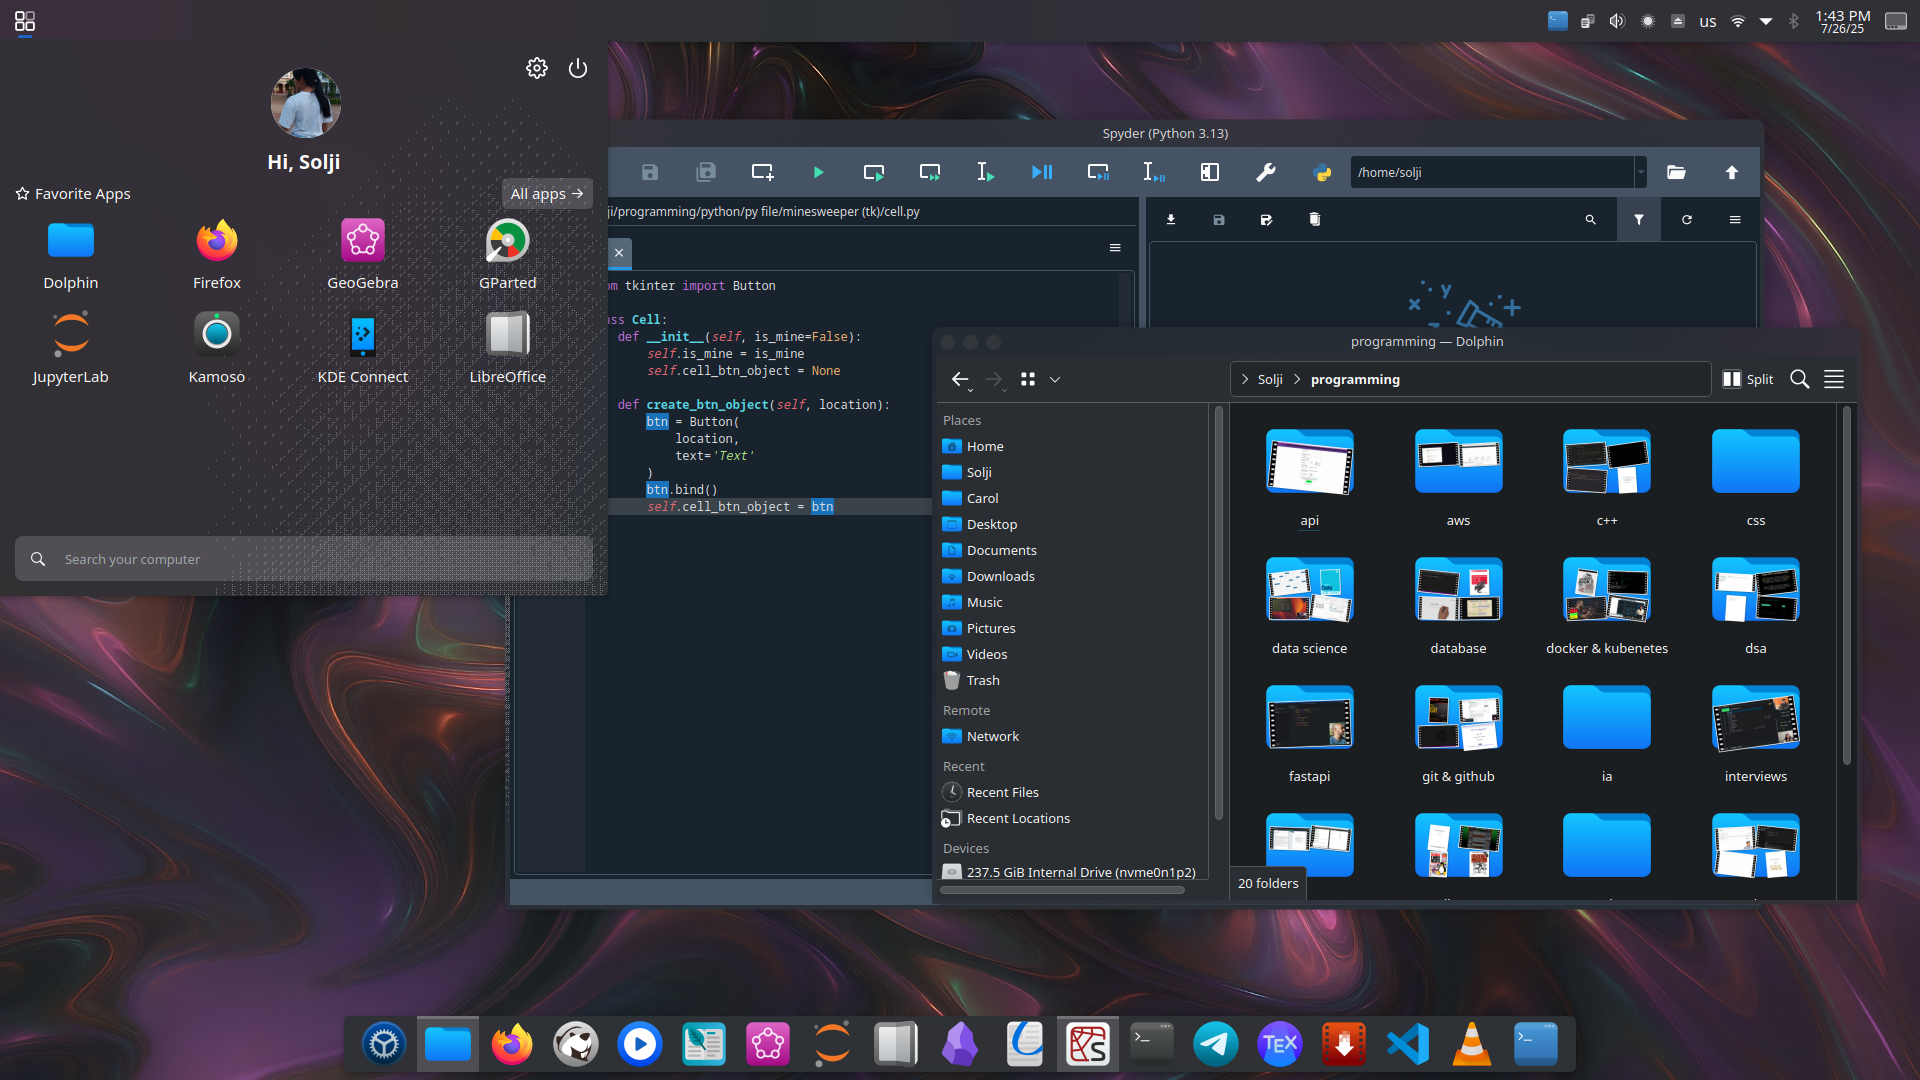 us
1:43 PM
7/26/25
Hi, Solji
Favorite Apps
All apps →
Dolphin
Firefox
GeoGebra
GParted
JupyterLab
Kamoso
KDE Connect
LibreOffice
Search your computer
Spyder (Python 3.13)
/home/solji
ji/programming/python/py file/minesweeper (tk)/cell.py
om tkinter import Button
ass Cell:
def __init__(self, is_mine=False):
self.is_mine = is_mine
self.cell_btn_object = None
def create_btn_object(self, location):
btn = Button(
location,
text='Text'
)
btn.bind()
self.cell_btn_object = btn
programming — Dolphin
Solji
programming
Split
Places
Home
Solji
Carol
Desktop
Documents
Downloads
Music
Pictures
Videos
Trash
Remote
Network
Recent
Recent Files
Recent Locations
Devices
237.5 GiB Internal Drive (nvme0n1p2)
api
aws
c++
css
data science
database
docker & kubenetes
dsa
fastapi
git & github
ia
interviews
20 folders
TEX